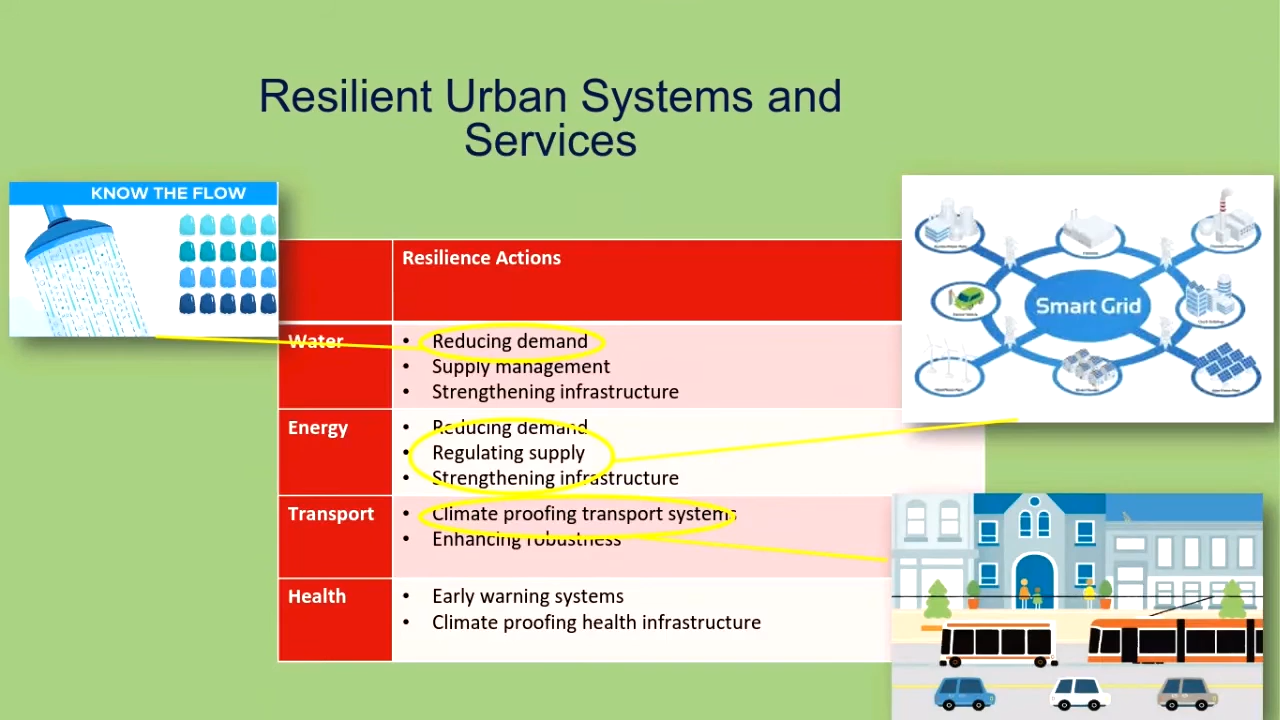 Resilient Urban Systems and
Services
KNOW THE FLOW
Resilience Actions
Water
• Reducing demand
• Supply management
• Strengthening infrastructure
Energy
• Reducing demand
• Regulating supply
• Strengthening infrastructure
Transport
• Climate proofing transport systems
• Enhancing robustness
Health
• Early warning systems
• Climate proofing health infrastructure
Smart Grid